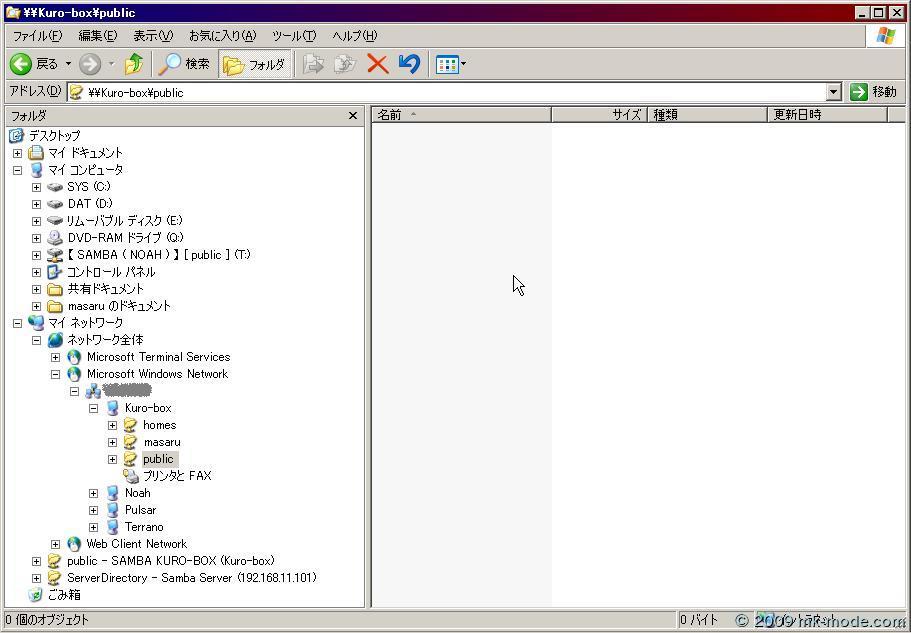 ¥¥Kuro-box¥public
ファイル(F) 編集(E) 表示(V) お気に入り(A) ツール(T) ヘルプ(H)
戻る 検索 フォルダ
アドレス(D) ¥¥Kuro-box¥public 移動
フォルダ
名前 サイズ 種類 更新日時
デスクトップ
マイ ドキュメント
マイ コンピュータ
SYS (C:)
DAT (D:)
リムーバブル ディスク (E:)
DVD-RAM ドライブ (Q:)
【 SAMBA ( NOAH ) 】 [ public ] (T:)
コントロール パネル
共有ドキュメント
masaru のドキュメント
マイ ネットワーク
ネットワーク全体
Microsoft Terminal Services
Microsoft Windows Network
Kuro-box
homes
masaru
public
プリンタと FAX
Noah
Pulsar
Terrano
Web Client Network
public - SAMBA KURO-BOX (Kuro-box)
ServerDirectory - Samba Server (192.168.11.101)
ごみ箱
0 個のオブジェクト 0 バイト
© 2009 mk-mode.com